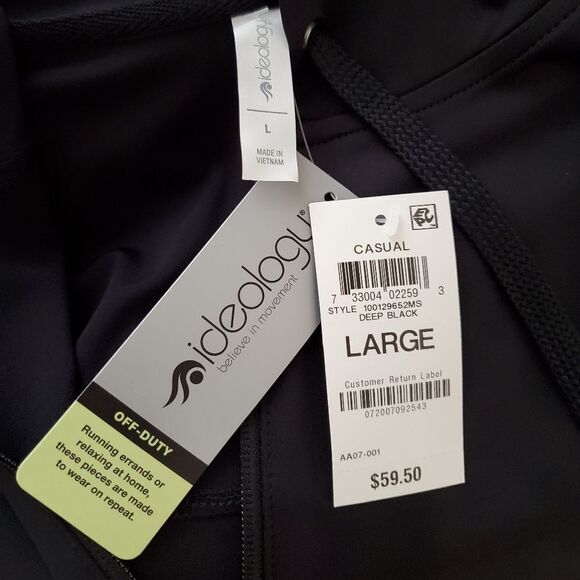 ideology
L
MADE IN
VIETNAM
ideology®
believe in movement
OFF-DUTY
Running errands or
relaxing at home,
these pieces are made
to wear on repeat.
CASUAL
7 33004 02259 3
STYLE 100129652MS
DEEP BLACK
LARGE
Customer Return Label
072007092543
AA07-001
$59.50